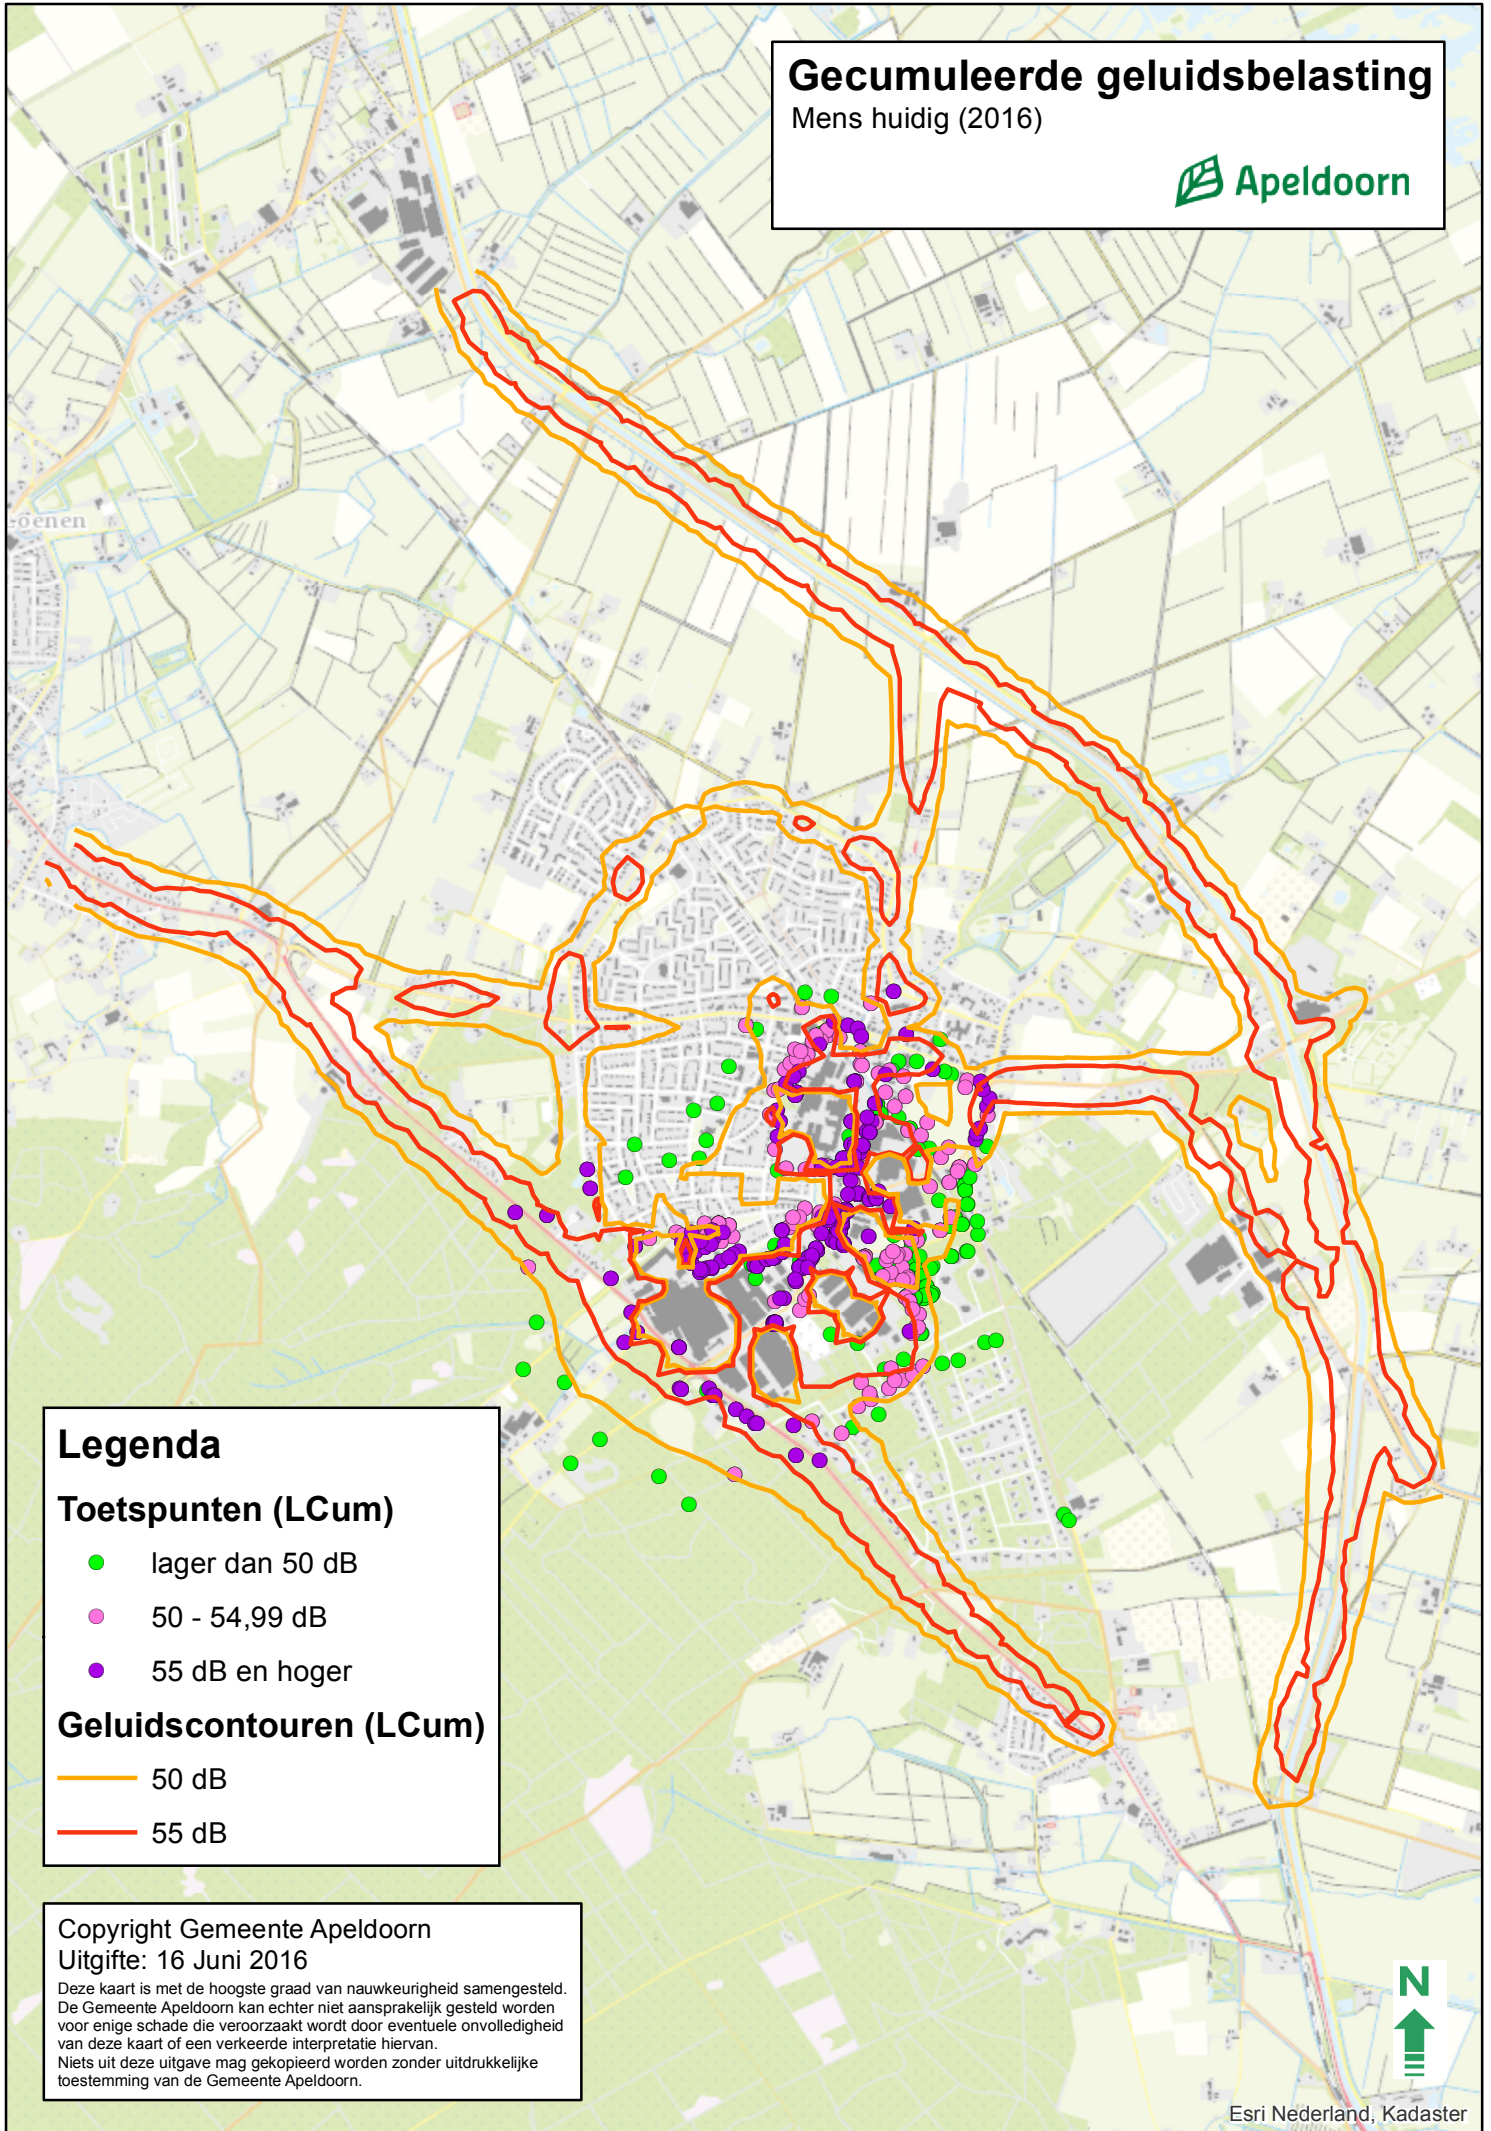 Gecumuleerde geluidsbelasting
Mens huidig (2016)
Apeldoorn
oenen
Legenda
Toetspunten (LCum)
lager dan 50 dB
50 - 54,99 dB
55 dB en hoger
Geluidscontouren (LCum)
50 dB
55 dB
Copyright Gemeente Apeldoorn
Uitgifte: 16 Juni 2016
Deze kaart is met de hoogste graad van nauwkeurigheid samengesteld.
De Gemeente Apeldoorn kan echter niet aansprakelijk gesteld worden
voor enige schade die veroorzaakt wordt door eventuele onvolledigheid
van deze kaart of een verkeerde interpretatie hiervan.
Niets uit deze uitgave mag gekopieerd worden zonder uitdrukkelijke
toestemming van de Gemeente Apeldoorn.
N
Esri Nederland, Kadaster